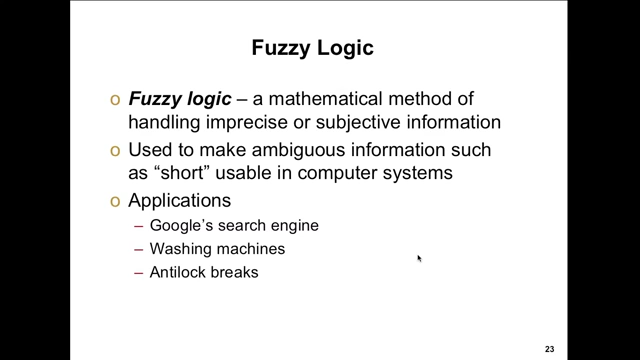 Fuzzy Logic
o Fuzzy logic – a mathematical method of
handling imprecise or subjective information
o Used to make ambiguous information such
as “short” usable in computer systems
o Applications
– Google’s search engine
– Washing machines
– Antilock breaks
23